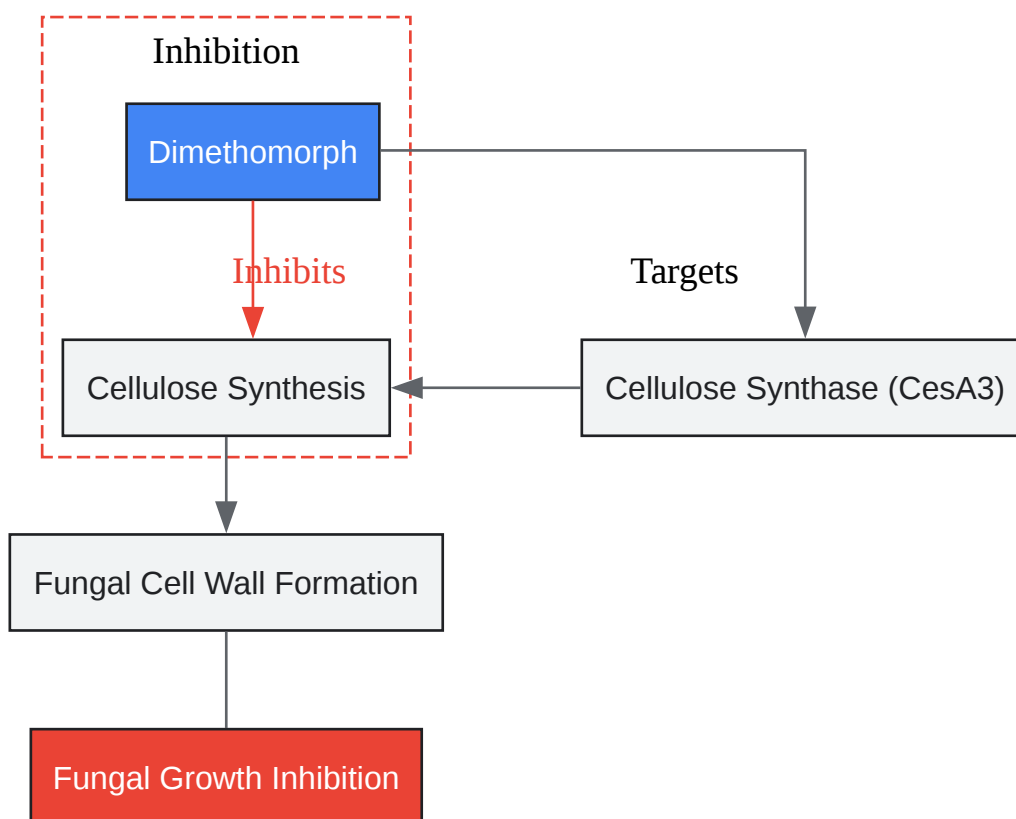 Inhibition
Dimethomorph
Inhibits
Targets
Cellulose Synthesis
Cellulose Synthase (CesA3)
Fungal Cell Wall Formation
Fungal Growth Inhibition